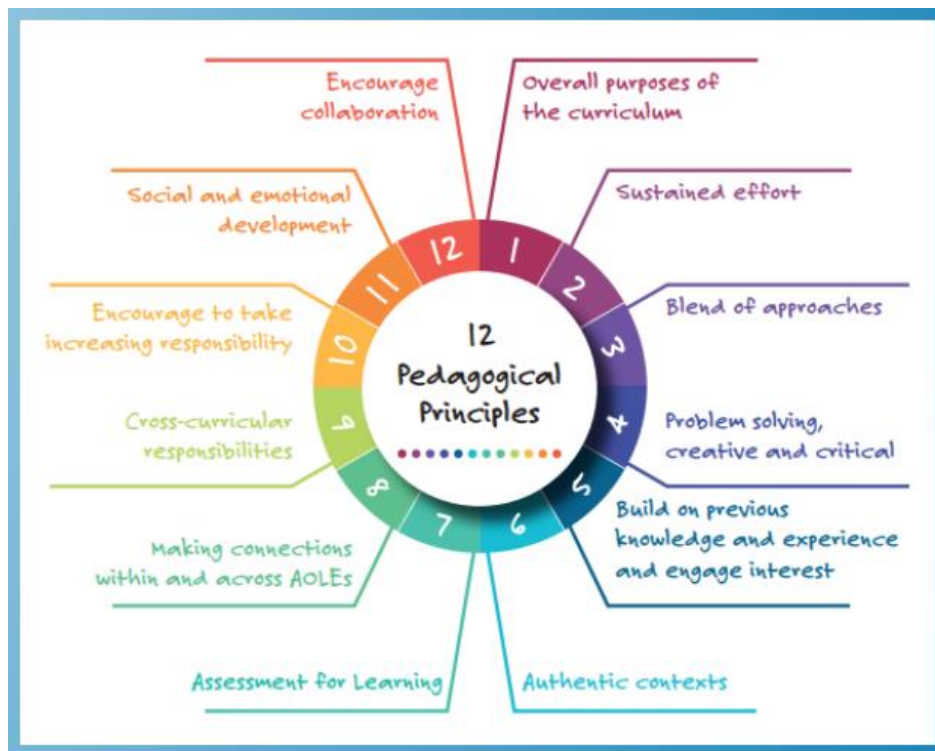 12
Pedagogical
Principles
1
Overall purposes of
the curriculum
2
Sustained effort
3
Blend of approaches
4
Problem solving,
creative and critical
5
Build on previous
knowledge and experience
and engage interest
6
Authentic contexts
7
Assessment for Learning
8
Making connections
within and across AOLEs
9
Cross-curricular
responsibilities
10
Encourage to take
increasing responsibility
11
Social and emotional
development
12
Encourage
collaboration